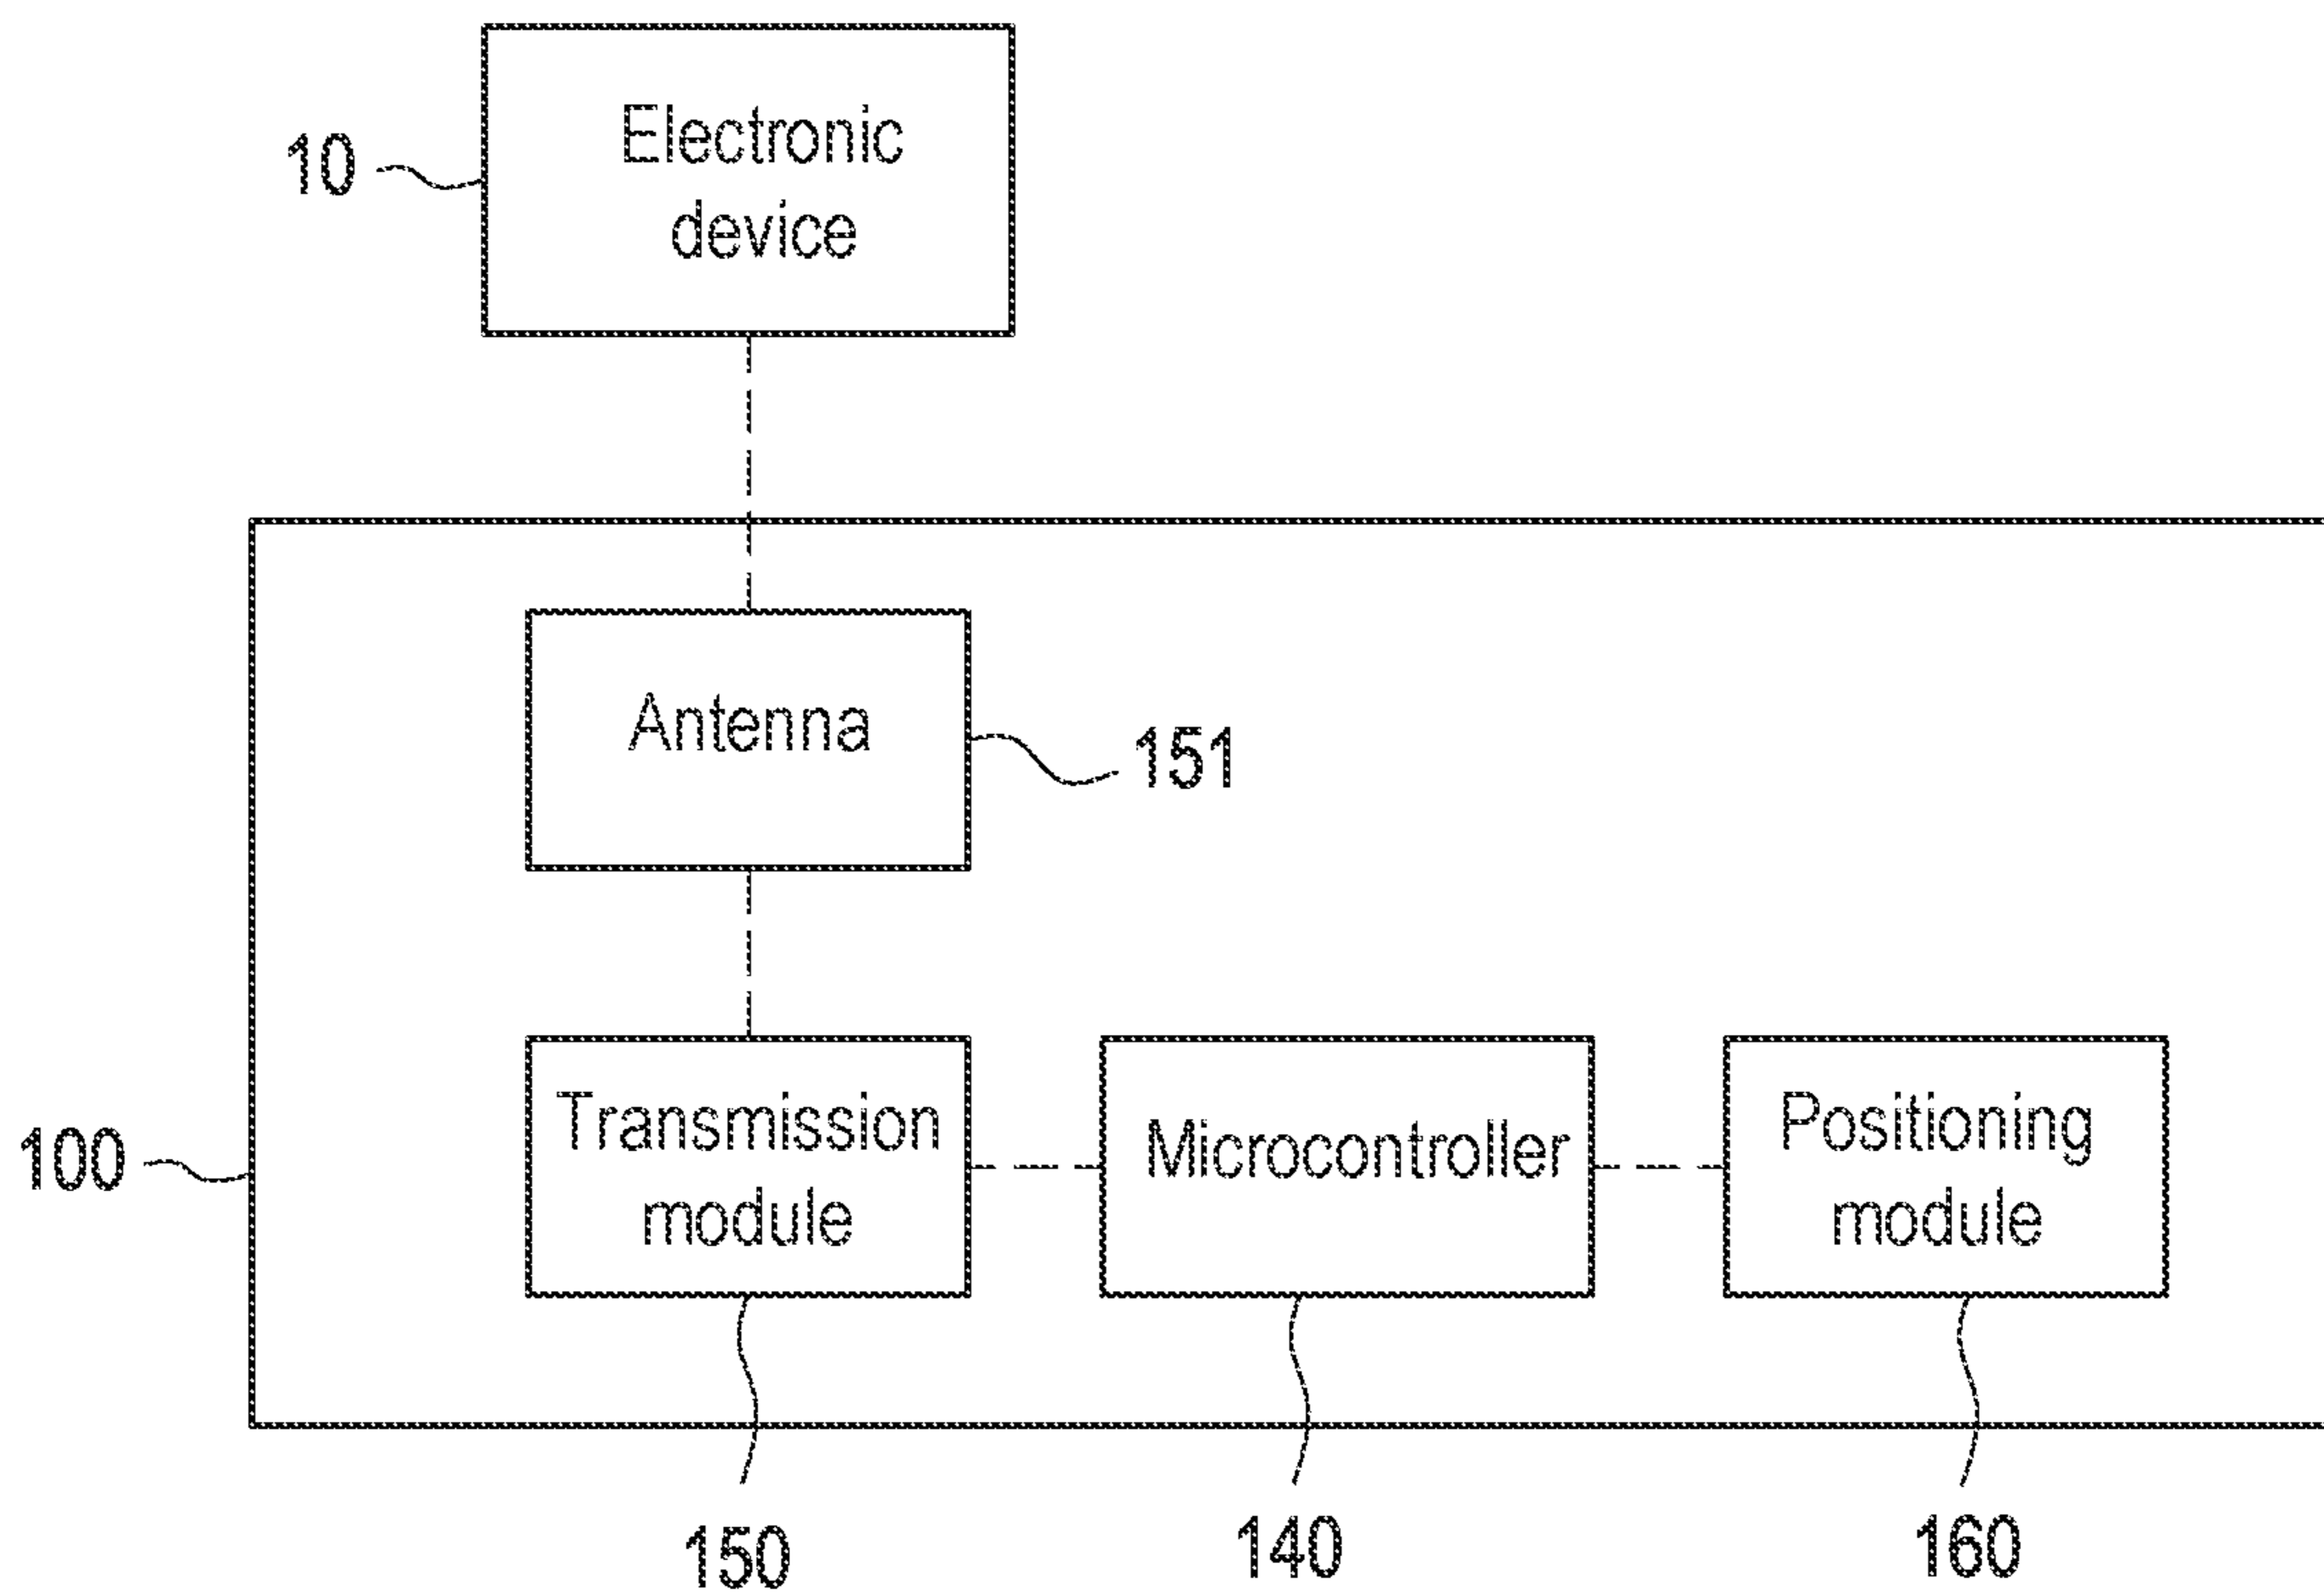 Electronic
device
10
Antenna
151
Transmission
module
Microcontroller
Positioning
module
100
150
140
160